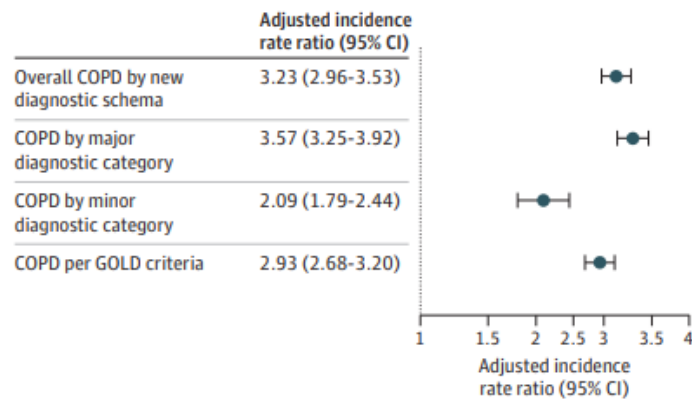 Adjusted incidence
rate ratio (95% CI)
Overall COPD by new
diagnostic schema
3.23 (2.96-3.53)
COPD by major
diagnostic category
3.57 (3.25-3.92)
COPD by minor
diagnostic category
2.09 (1.79-2.44)
COPD per GOLD criteria
2.93 (2.68-3.20)
1 1.5 2 2.5 3 3.5 4
Adjusted incidence
rate ratio (95% CI)